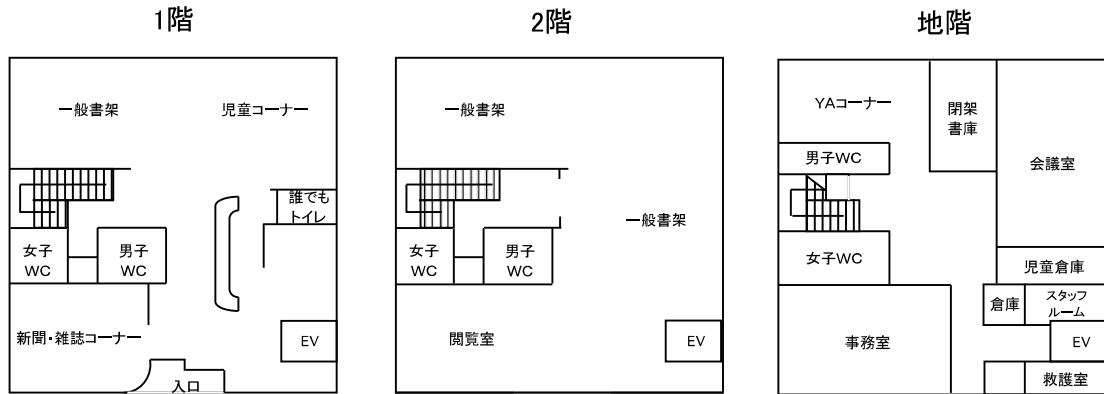 1階
一般書架
児童コーナー
誰でも
トイレ
女子
WC
男子
WC
新聞・雑誌コーナー
EV
入口
2階
一般書架
一般書架
女子
WC
男子
WC
閲覧室
EV
地階
YAコーナー
閉架
書庫
会議室
男子WC
女子WC
児童倉庫
倉庫
スタッフ
ルーム
事務室
EV
救護室